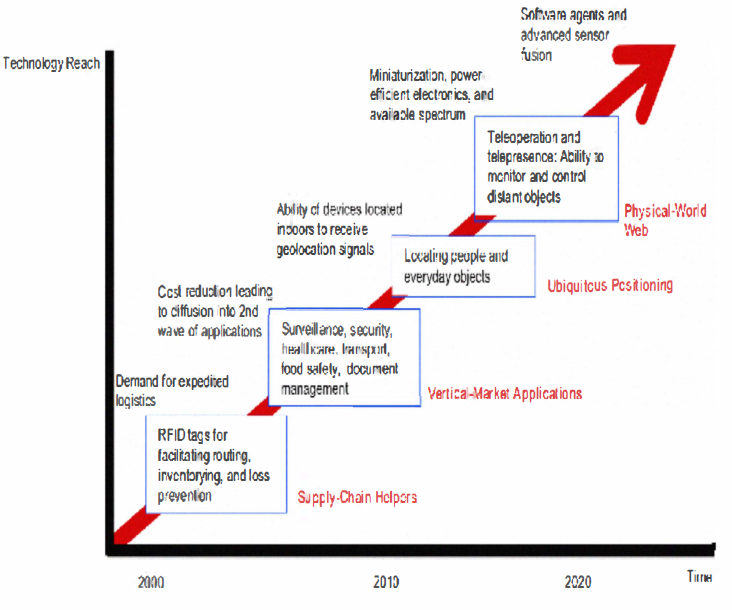 Software agents and
advanced sensor
fusion
Technology Reach
Miniaturization, power-
efficient electronics, and
available spectrum
Teleoperation and
telepresence: Ability to
monitor and control
distant objects
Physical-World
Web
Ability of devices located
indoors to receive
geolocation signals
Locating people and
everyday objects
Ubiquitous Positioning
Cost reduction leading
to diffusion into 2nd
wave of applications
Surveillance, security,
healthcare, transport,
food safety, document
management
Vertical-Market Applications
Demand for expedited
logistics
RFID tags for
facilitating routing,
inventorying, and loss
prevention
Supply-Chain Helpers
2000
2010
2020
Time